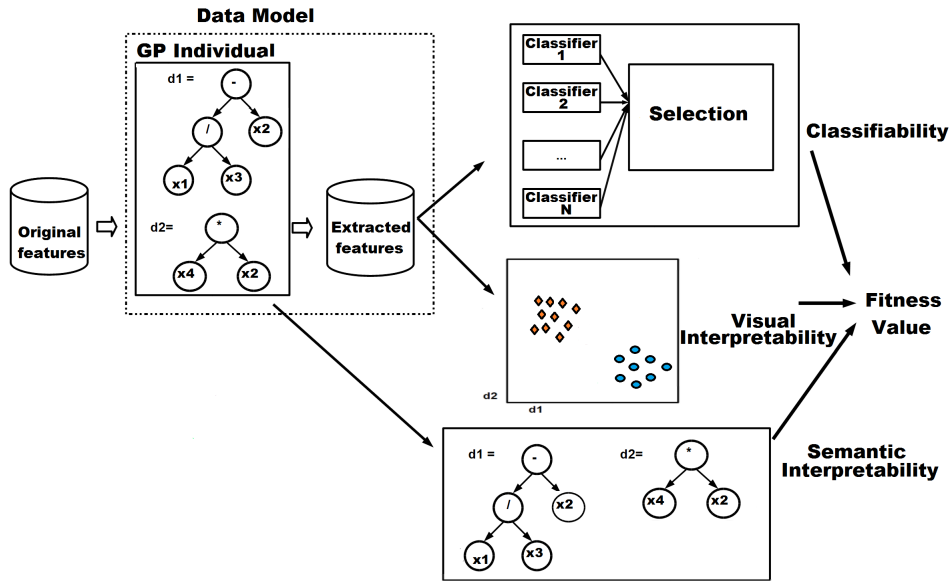 Data Model
GP Individual
d1 =
-
/
x2
x1
x3
d2=
*
x4
x2
Original
features
Extracted
features
Classifier
1
Classifier
2
...
Classifier
N
Selection
Classifiability
d2
d1
Visual
Interpretability
Fitness
Value
d1 =
-
/
x2
x1
x3
d2=
*
x4
x2
Semantic
Interpretability